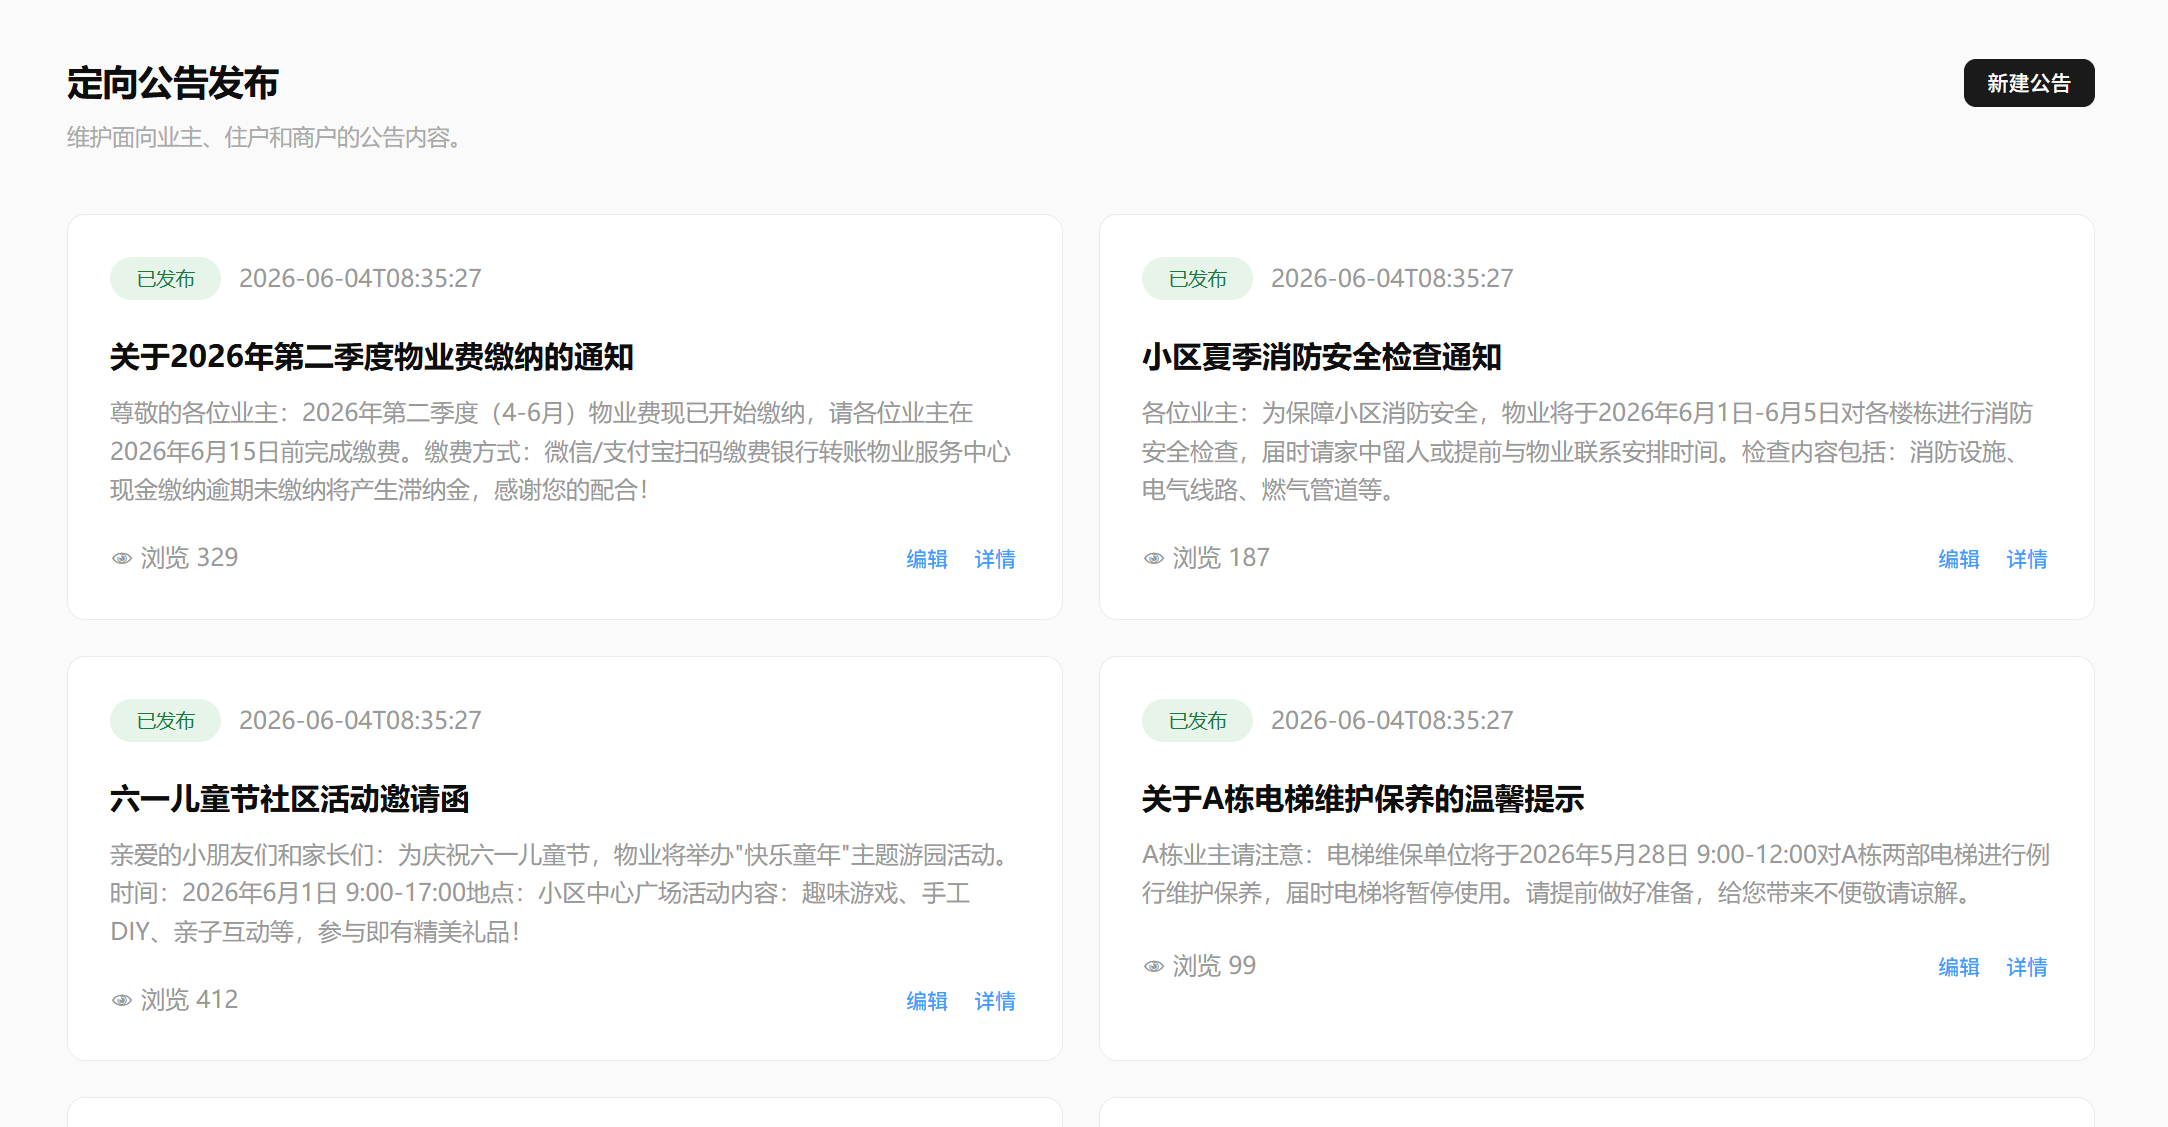 定向公告发布
新建公告
维护面向业主、住户和商户的公告内容。
已发布 2026-06-04T08:35:27
关于2026年第二季度物业费缴纳的通知
尊敬的各位业主：2026年第二季度（4-6月）物业费现已开始缴纳，请各位业主在
2026年6月15日前完成缴费。缴费方式：微信/支付宝扫码缴费银行转账物业服务中心
现金缴纳逾期未缴纳将产生滞纳金，感谢您的配合！
浏览 329 编辑 详情
已发布 2026-06-04T08:35:27
小区夏季消防安全检查通知
各位业主：为保障小区消防安全，物业将于2026年6月1日-6月5日对各楼栋进行消防
安全检查，届时请家中留人或提前与物业联系安排时间。检查内容包括：消防设施、
电气线路、燃气管道等。
浏览 187 编辑 详情
已发布 2026-06-04T08:35:27
六一儿童节社区活动邀请函
亲爱的小朋友们和家长们：为庆祝六一儿童节，物业将举办"快乐童年"主题游园活动。
时间：2026年6月1日 9:00-17:00地点：小区中心广场活动内容：趣味游戏、手工
DIY、亲子互动等，参与即有精美礼品！
浏览 412 编辑 详情
已发布 2026-06-04T08:35:27
关于A栋电梯维护保养的温馨提示
A栋业主请注意：电梯维保单位将于2026年5月28日 9:00-12:00对A栋两部电梯进行例
行维护保养，届时电梯将暂停使用。请提前做好准备，给您带来不便敬请谅解。
浏览 99 编辑 详情